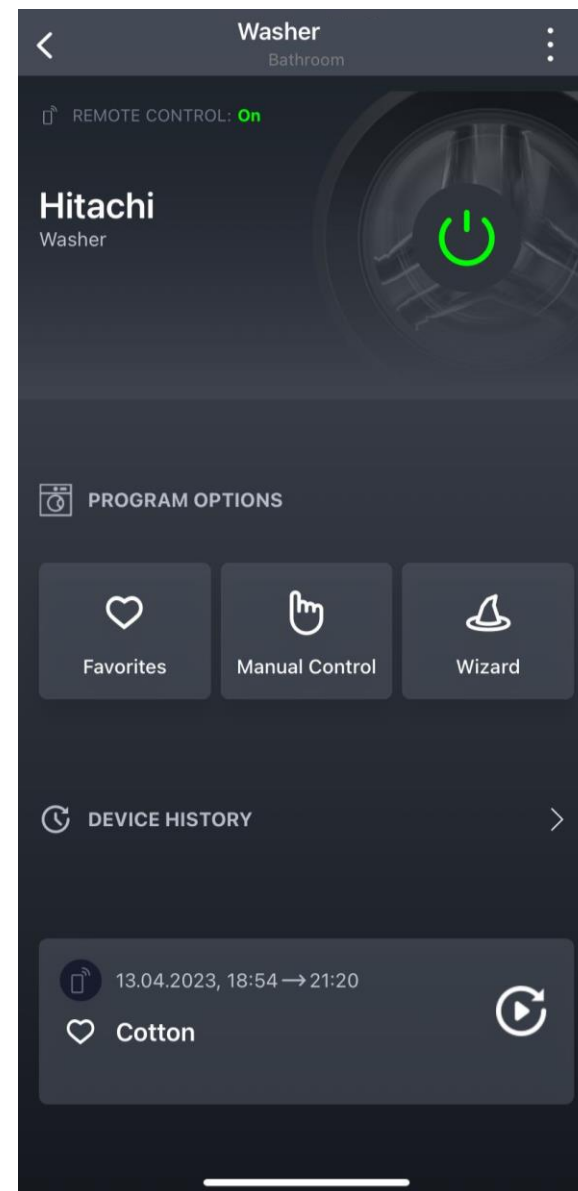 Washer
Bathroom
REMOTE CONTROL: On
Hitachi
Washer
PROGRAM OPTIONS
Favorites
Manual Control
Wizard
DEVICE HISTORY
13.04.2023, 18:54→21:20
Cotton